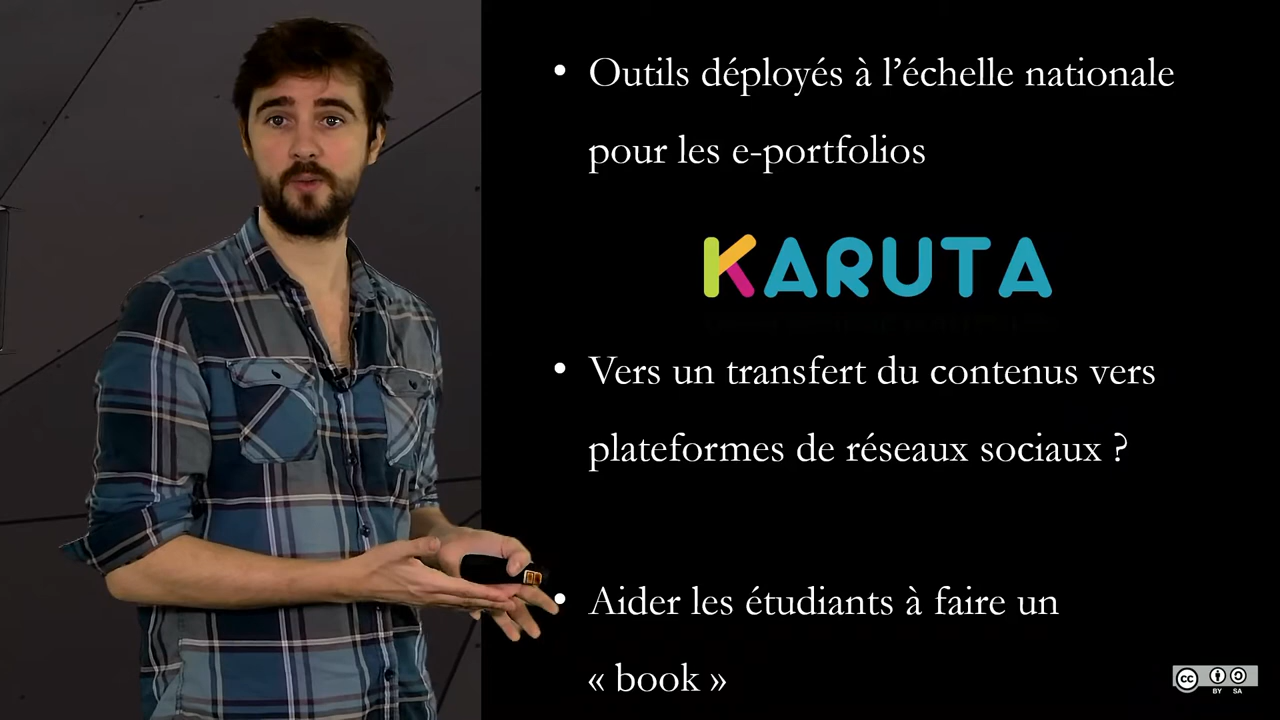 • Outils déployés à l’échelle nationale
pour les e-portfolios
KARUTA
• Vers un transfert du contenus vers
plateformes de réseaux sociaux ?
• Aider les étudiants à faire un
« book »
cc
BY SA